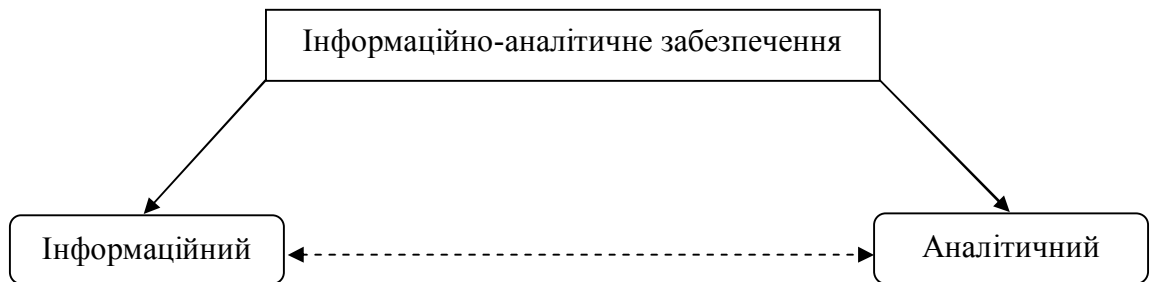 Інформаційно-аналітичне забезпечення
Інформаційний
Аналітичний